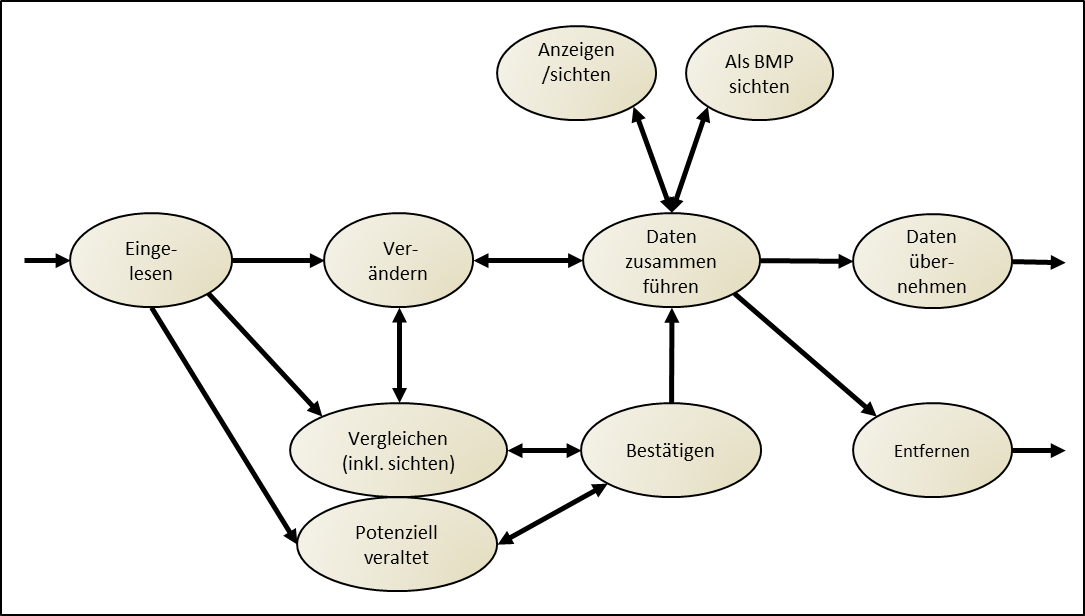 Anzeigen
/sichten
Als BMP
sichten
Einge-
lesen
Ver-
ändern
Daten
zusammen
führen
Daten
über-
nehmen
Vergleichen
(inkl. sichten)
Bestätigen
Entfernen
Potenziell
veraltet